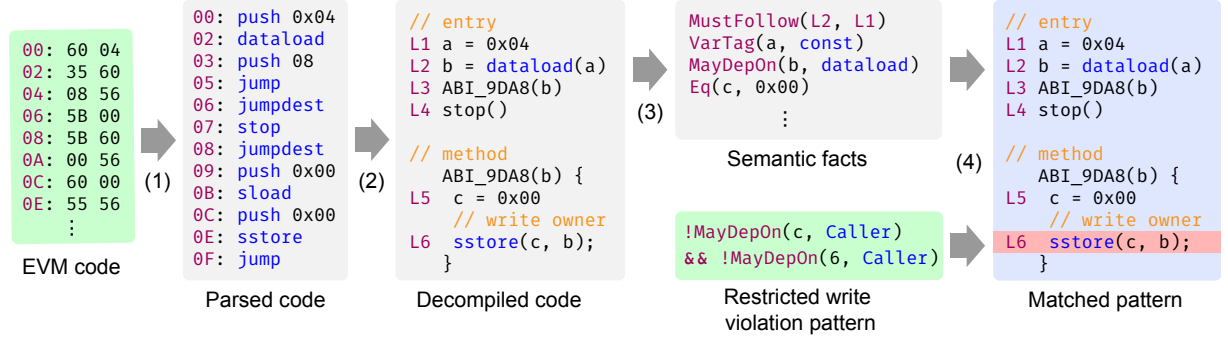 00: 60 04
02: 35 60
04: 08 56
06: 5B 00
08: 5B 60
0A: 00 56
0C: 60 00
0E: 55 56
⋮
EVM code
(1)
00: push 0x04
02: dataload
03: push 08
05: jump
06: jumpdest
07: stop
08: jumpdest
09: push 0x00
0B: sload
0C: push 0x00
0E: sstore
0F: jump
Parsed code
(2)
// entry
L1 a = 0x04
L2 b = dataload(a)
L3 ABI_9DA8(b)
L4 stop()
// method
ABI_9DA8(b) {
L5 c = 0x00
// write owner
L6 sstore(c, b);
}
Decompiled code
(3)
MustFollow(L2, L1)
VarTag(a, const)
MayDepOn(b, dataload)
Eq(c, 0x00)
⋮
Semantic facts
!MayDepOn(c, Caller)
&& !MayDepOn(6, Caller)
Restricted write
violation pattern
(4)
// entry
L1 a = 0x04
L2 b = dataload(a)
L3 ABI_9DA8(b)
L4 stop()
// method
ABI_9DA8(b) {
L5 c = 0x00
// write owner
L6 sstore(c, b);
}
Matched pattern